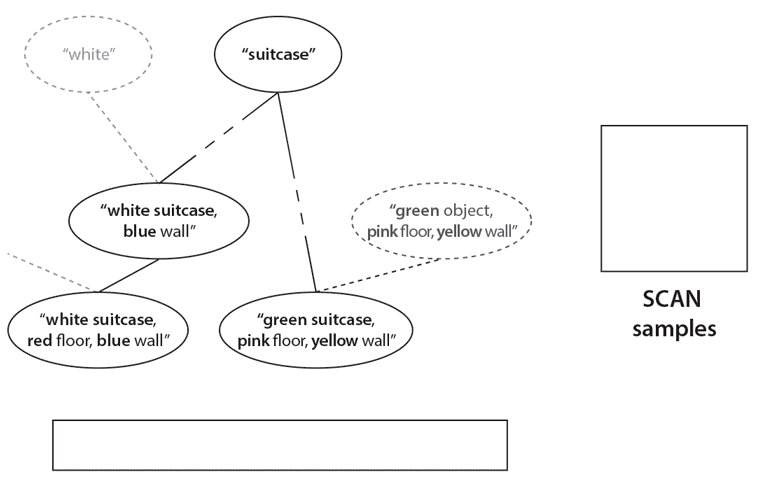 “white”
“suitcase”
“white suitcase,
blue wall”
“green object,
pink floor, yellow wall”
SCAN
samples
“white suitcase,
red floor, blue wall”
“green suitcase,
pink floor, yellow wall”